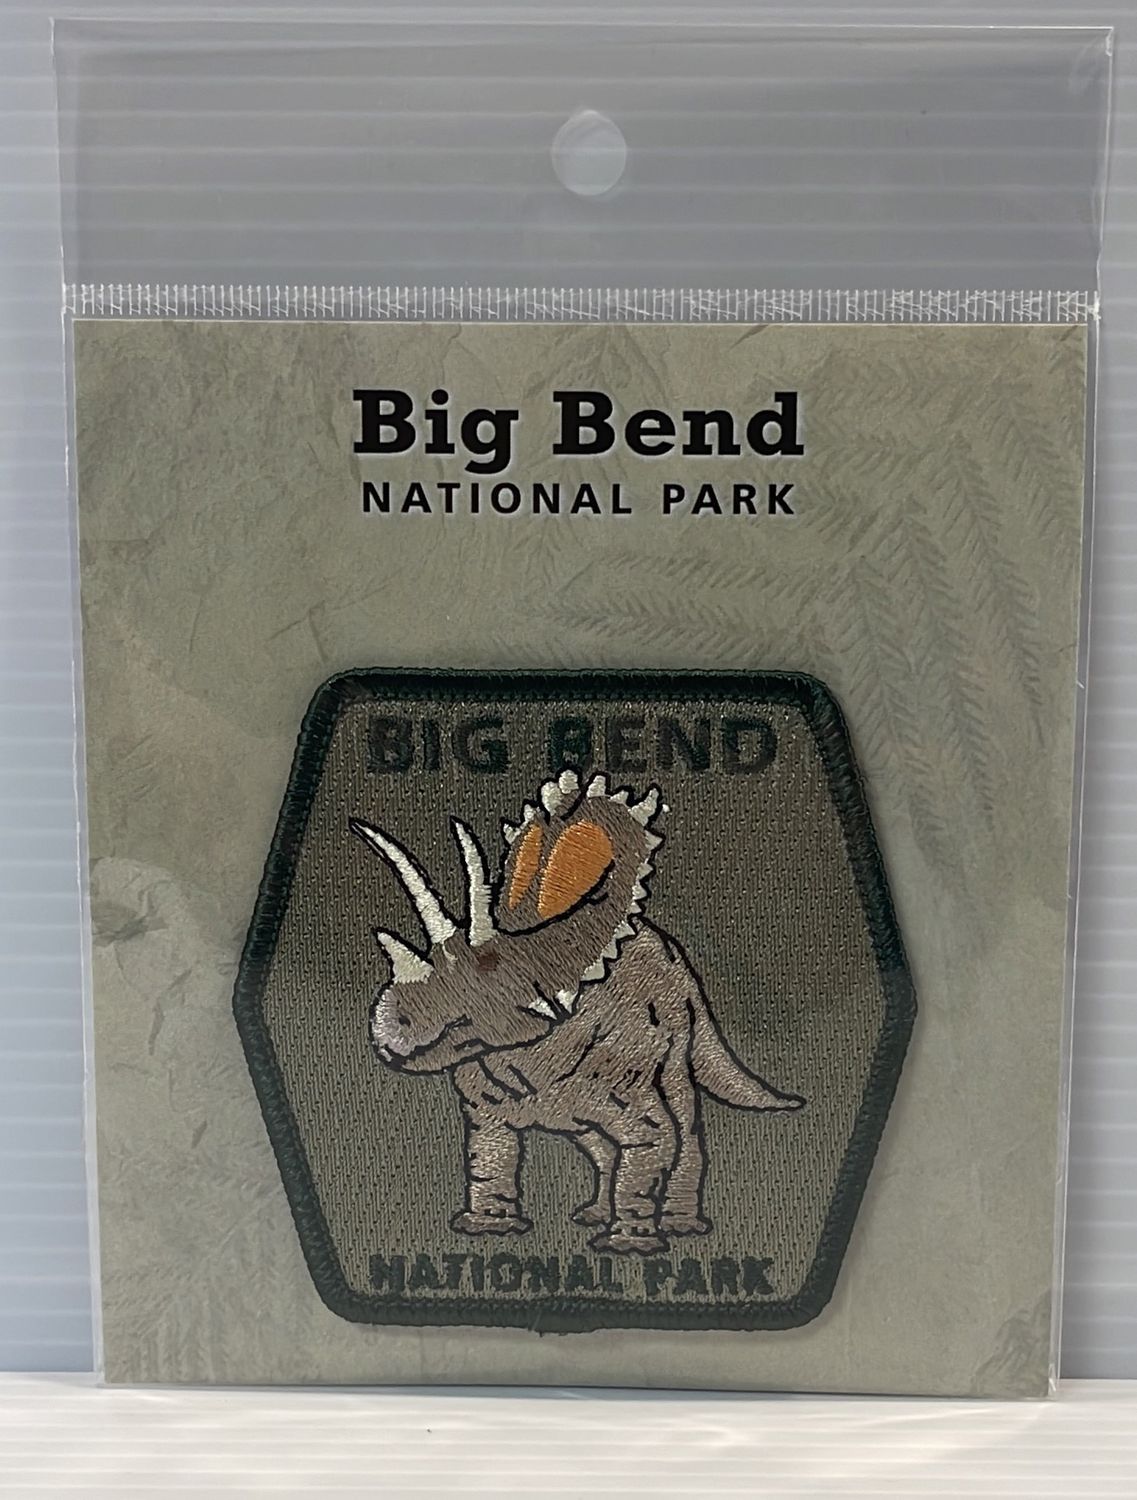 Big Bend
NATIONAL PARK
BIG BEND
NATIONAL PARK